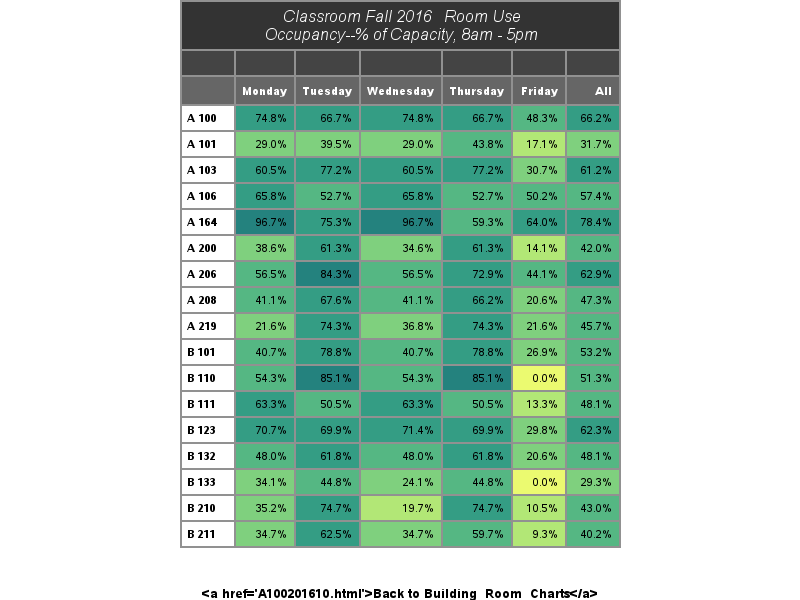 Classroom Fall 2016 Room Use
Occupancy--% of Capacity, 8am - 5pm
Monday Tuesday Wednesday Thursday Friday All
A 100 74.8% 66.7% 74.8% 66.7% 48.3% 66.2%
A 101 29.0% 39.5% 29.0% 43.8% 17.1% 31.7%
A 103 60.5% 77.2% 60.5% 77.2% 30.7% 61.2%
A 106 65.8% 52.7% 65.8% 52.7% 50.2% 57.4%
A 164 96.7% 75.3% 96.7% 59.3% 64.0% 78.4%
A 200 38.6% 61.3% 34.6% 61.3% 14.1% 42.0%
A 206 56.5% 84.3% 56.5% 72.9% 44.1% 62.9%
A 208 41.1% 67.6% 41.1% 66.2% 20.6% 47.3%
A 219 21.6% 74.3% 36.8% 74.3% 21.6% 45.7%
B 101 40.7% 78.8% 40.7% 78.8% 26.9% 53.2%
B 110 54.3% 85.1% 54.3% 85.1% 0.0% 51.3%
B 111 63.3% 50.5% 63.3% 50.5% 13.3% 48.1%
B 123 70.7% 69.9% 71.4% 69.9% 29.8% 62.3%
B 132 48.0% 61.8% 48.0% 61.8% 20.6% 48.1%
B 133 34.1% 44.8% 24.1% 44.8% 0.0% 29.3%
B 210 35.2% 74.7% 19.7% 74.7% 10.5% 43.0%
B 211 34.7% 62.5% 34.7% 59.7% 9.3% 40.2%
<a href='A100201610.html'>Back to Building Room Charts</a>